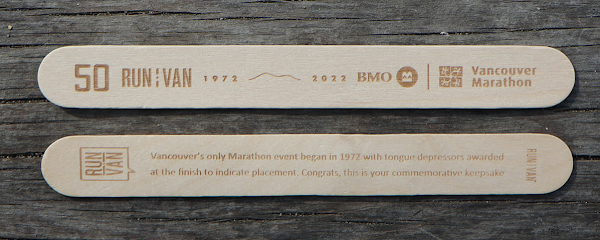 50 RUN VAN 1972 2022 BMO Vancouver
Marathon
RUN
VAN
Vancouver's only Marathon event began in 1972 with tongue depressors awarded
at the finish to indicate placement. Congrats, this is your commemorative keepsake
RUN VAN